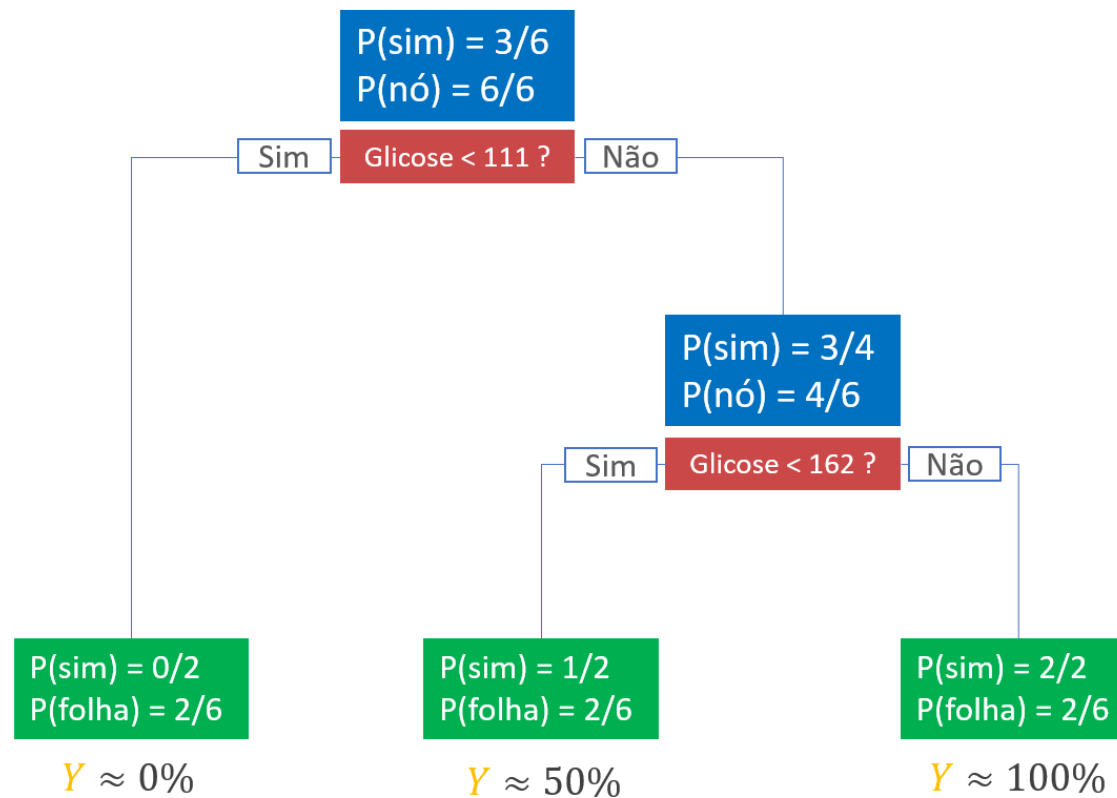 P(sim) = 3/6
P(nó) = 6/6
Sim
Glicose < 111 ?
Não
P(sim) = 3/4
P(nó) = 4/6
Sim
Glicose < 162 ?
Não
P(sim) = 0/2
P(folha) = 2/6
P(sim) = 1/2
P(folha) = 2/6
P(sim) = 2/2
P(folha) = 2/6
Y ≈ 0%
Y ≈ 50%
Y ≈ 100%